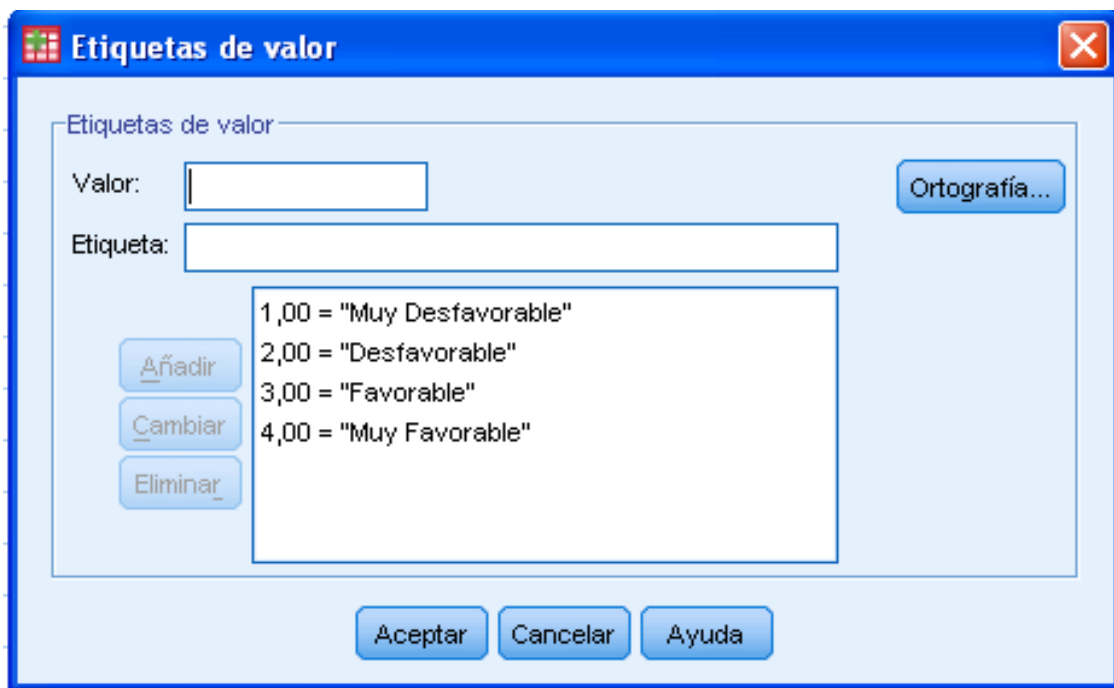 Etiquetas de valor
Etiquetas de valor
Valor:
Ortografía...
Etiqueta:
1,00 = "Muy Desfavorable"
2,00 = "Desfavorable"
3,00 = "Favorable"
4,00 = "Muy Favorable"
Añadir
Cambiar
Eliminar
Aceptar
Cancelar
Ayuda